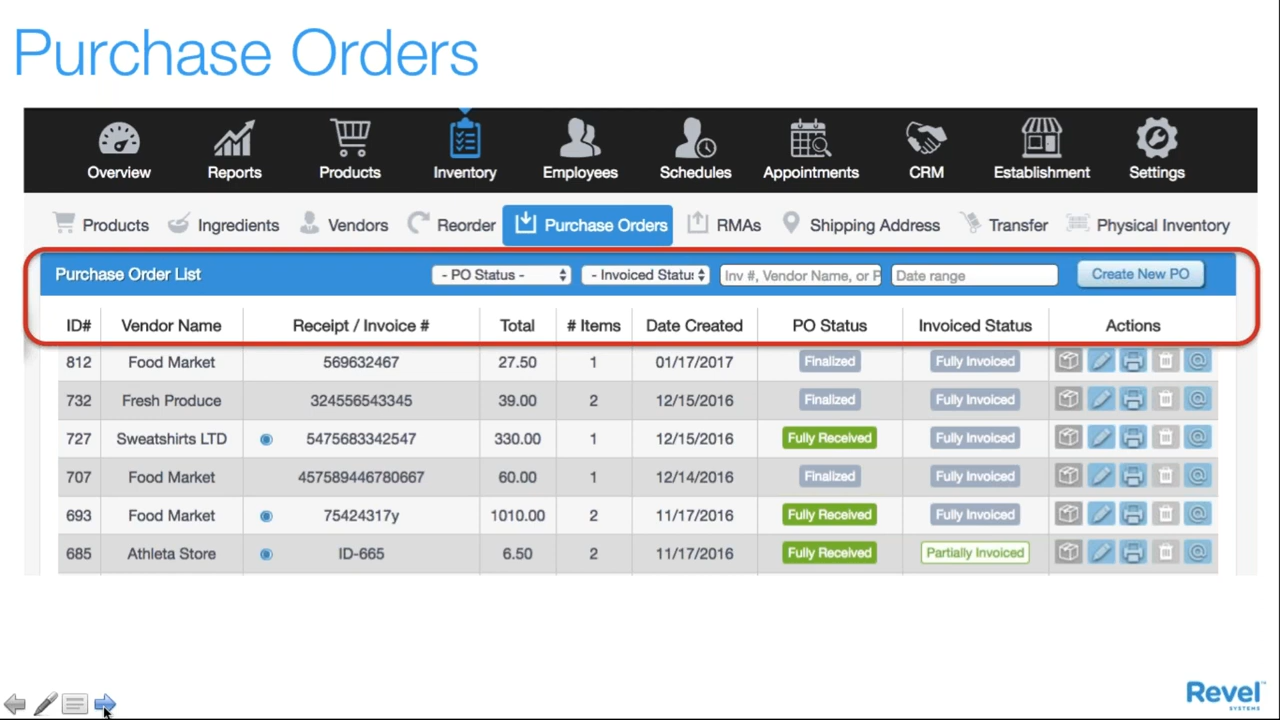 Purchase Orders
Overview Reports Products Inventory Employees Schedules Appointments CRM Establishment Settings
Products Ingredients Vendors Reorder Purchase Orders RMAs Shipping Address Transfer Physical Inventory
Purchase Order List - PO Status - - Invoiced Statu: Inv #, Vendor Name, or P Date range Create New PO
ID# Vendor Name Receipt / Invoice # Total # Items Date Created PO Status Invoiced Status Actions
812 Food Market 569632467 27.50 1 01/17/2017 Finalized Fully Invoiced @
732 Fresh Produce 324556543345 39.00 2 12/15/2016 Finalized Fully Invoiced @
727 Sweatshirts LTD 5475683342547 330.00 1 12/15/2016 Fully Received Fully Invoiced @
707 Food Market 457589446780667 60.00 1 12/14/2016 Finalized Fully Invoiced @
693 Food Market 75424317y 1010.00 2 11/17/2016 Fully Received Fully Invoiced @
685 Athleta Store ID-665 6.50 2 11/17/2016 Fully Received Partially Invoiced @
Revel™
SYSTEMS